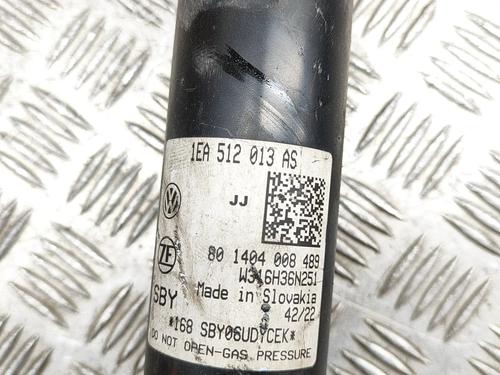 1EA 512 013 AS
JJ
ZF
80 1404 008 489
W316H36N251
SBY Made in Slovakia
42/22
*168 SBY06UDYCEK*
DO NOT OPEN-GAS PRESSURE